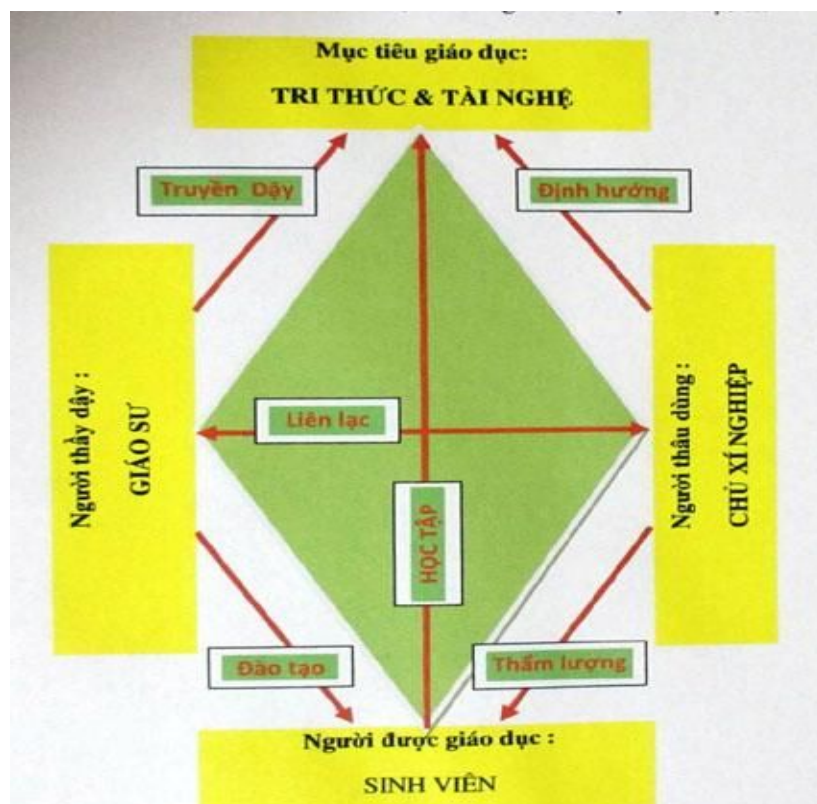 Mục tiêu giáo dục:
TRI THỨC & TÀI NGHỆ
Truyền Dậy
Định hướng
Người thầy dậy :
GIÁO SƯ
Liên lạc
Người thâu dùng :
CHỦ XÍ NGHIỆP
HỌC TẬP
Đào tạo
Thẩm lượng
Người được giáo dục :
SINH VIÊN